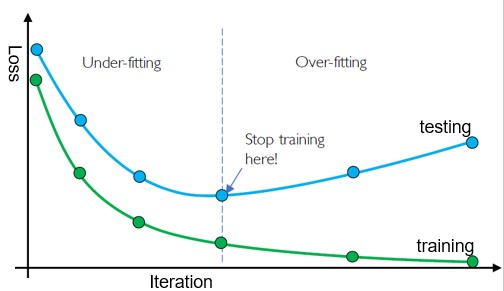 Loss
Under-fitting
Over-fitting
testing
Stop training
here!
training
Iteration